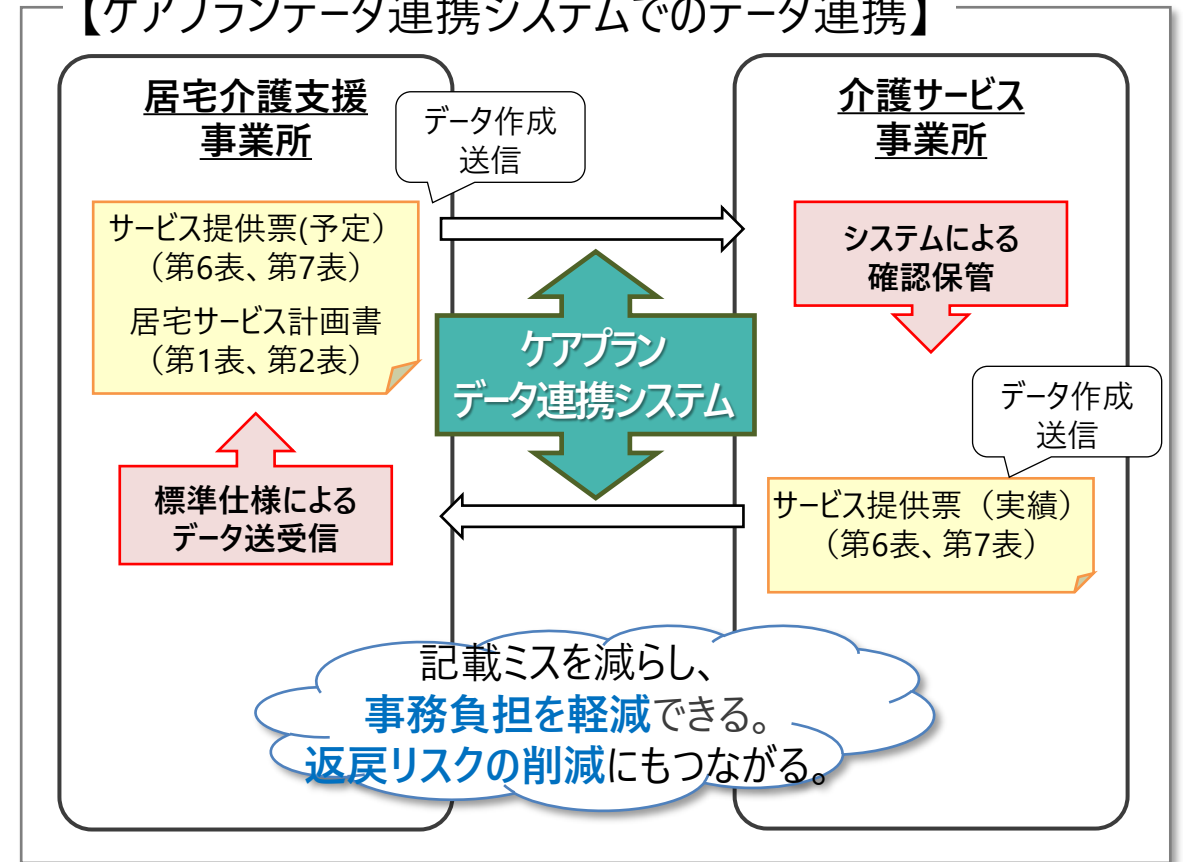 【ケアプランデータ連携システムでのデータ連携】
居宅介護支援
事業所
データ作成
送信
介護サービス
事業所
サービス提供票(予定）
（第6表、第7表）
居宅サービス計画書
（第1表、第2表）
システムによる
確認保管
ケアプラン
データ連携システム
データ作成
送信
標準仕様による
データ送受信
サービス提供票（実績）
（第6表、第7表）
記載ミスを減らし、
事務負担を軽減できる。
返戻リスクの削減にもつながる。